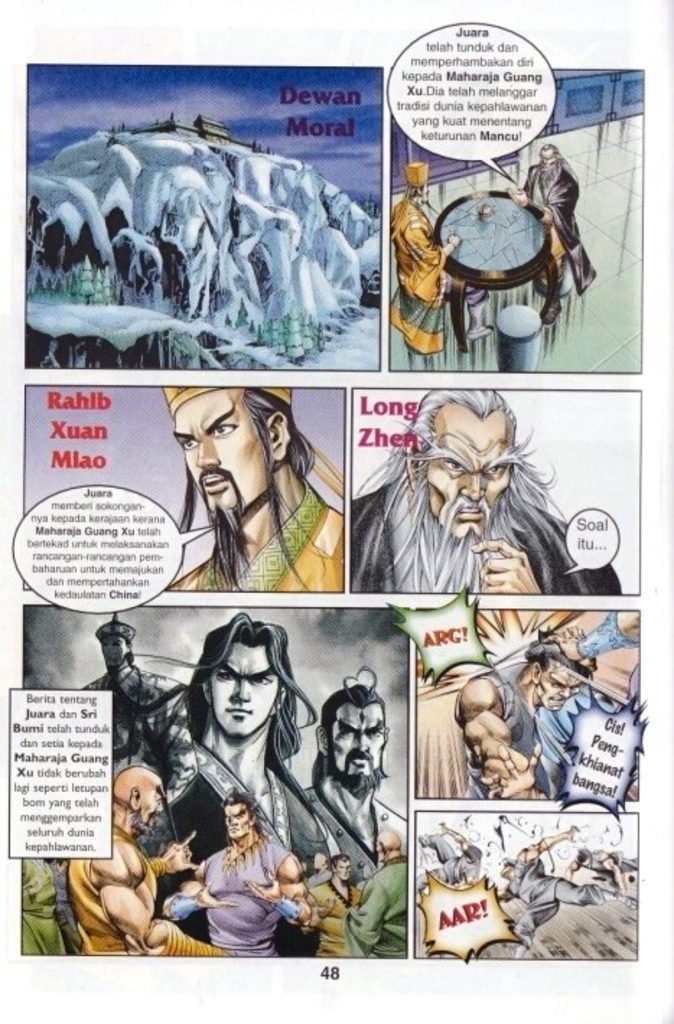 Dewan
Moral
Juara
telah tunduk dan
memperhambakan diri
kepada Maharaja Guang
Xu.Dia telah melanggar
tradisi dunia kepahlawanan
yang kuat menentang
keturunan Mancu!
Rahib
Xuan
Miao
Juara
memberi sokongan-
nya kepada kerajaan kerana
Maharaja Guang Xu telah
bertekad untuk melaksanakan
rancangan-rancangan pem-
baharuan untuk memajukan
dan mempertahankan
kedaulatan China!
Long
Zhen
Soal
itu...
Berita tentang
Juara dan Sri
Bumi telah tunduk
dan setia kepada
Maharaja Guang
Xu tidak berubah
lagi seperti letupan
bom yang telah
menggemparkan
seluruh dunia
kepahlawanan.
ARG!
Cis!
Peng-
khianat
bangsa!
AAR!
48